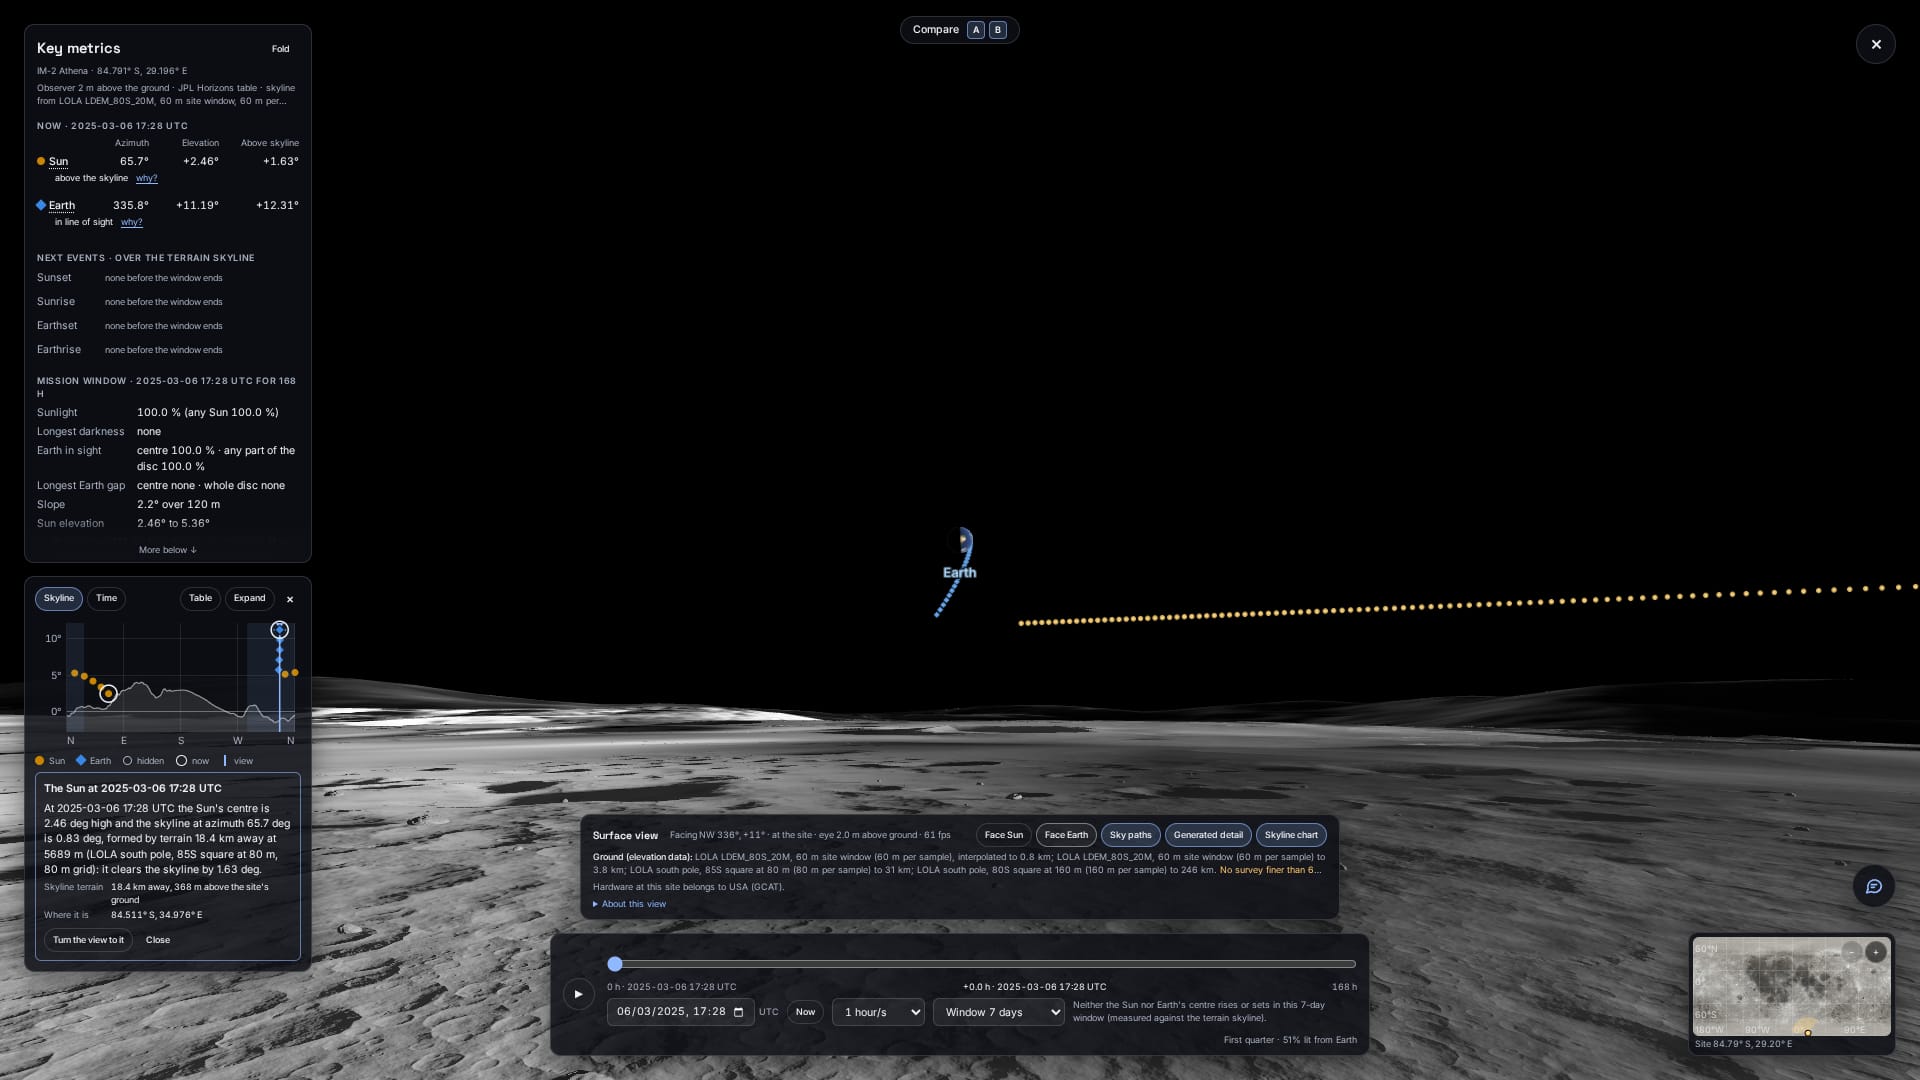 Compare A B
Key metrics Fold
IM-2 Athena · 84.791° S, 29.196° E
Observer 2 m above the ground · JPL Horizons table · skyline
from LOLA LDEM_80S_20M, 60 m site window, 60 m per...
NOW · 2025-03-06 17:28 UTC
Azimuth Elevation Above skyline
Sun 65.7° +2.46° +1.63°
above the skyline why?
Earth 335.8° +11.19° +12.31°
in line of sight why?
NEXT EVENTS · OVER THE TERRAIN SKYLINE
Sunset none before the window ends
Sunrise none before the window ends
Earthset none before the window ends
Earthrise none before the window ends
MISSION WINDOW · 2025-03-06 17:28 UTC FOR 168
H
Sunlight 100.0 % (any Sun 100.0 %)
Longest darkness none
Earth in sight centre 100.0 % · any part of the
disc 100.0 %
Longest Earth gap centre none · whole disc none
Slope 2.2° over 120 m
Sun elevation 2.46° to 5.36°
More below ↓
Skyline Time Table Expand ×
10°
5°
0°
N E S W N
Sun Earth hidden now view
The Sun at 2025-03-06 17:28 UTC
At 2025-03-06 17:28 UTC the Sun's centre is
2.46 deg high and the skyline at azimuth 65.7 deg
is 0.83 deg, formed by terrain 18.4 km away at
5689 m (LOLA south pole, 85S square at 80 m,
80 m grid): it clears the skyline by 1.63 deg.
Skyline terrain 18.4 km away, 368 m above the site's
ground
Where it is 84.511° S, 34.976° E
Turn the view to it Close
Earth
Surface view Facing NW 336°, +11° · at the site · eye 2.0 m above ground · 61 fps Face Sun Face Earth Sky paths Generated detail Skyline chart
Ground (elevation data): LOLA LDEM_80S_20M, 60 m site window (60 m per sample), interpolated to 0.8 km; LOLA LDEM_80S_20M, 60 m site window (60 m per sample) to
3.8 km; LOLA south pole, 85S square at 80 m (80 m per sample) to 31 km; LOLA south pole, 80S square at 160 m (160 m per sample) to 246 km. No survey finer than 6...
Hardware at this site belongs to USA (GCAT).
About this view
0 h · 2025-03-06 17:28 UTC +0.0 h · 2025-03-06 17:28 UTC 168 h
06/03/2025, 17:28 UTC Now 1 hour/s Window 7 days
Neither the Sun nor Earth's centre rises or sets in this 7-day
window (measured against the terrain skyline).
First quarter · 51% lit from Earth
60°N
0°
60°S
180°W 90°W 0° 90°E
Site 84.79° S, 29.20° E